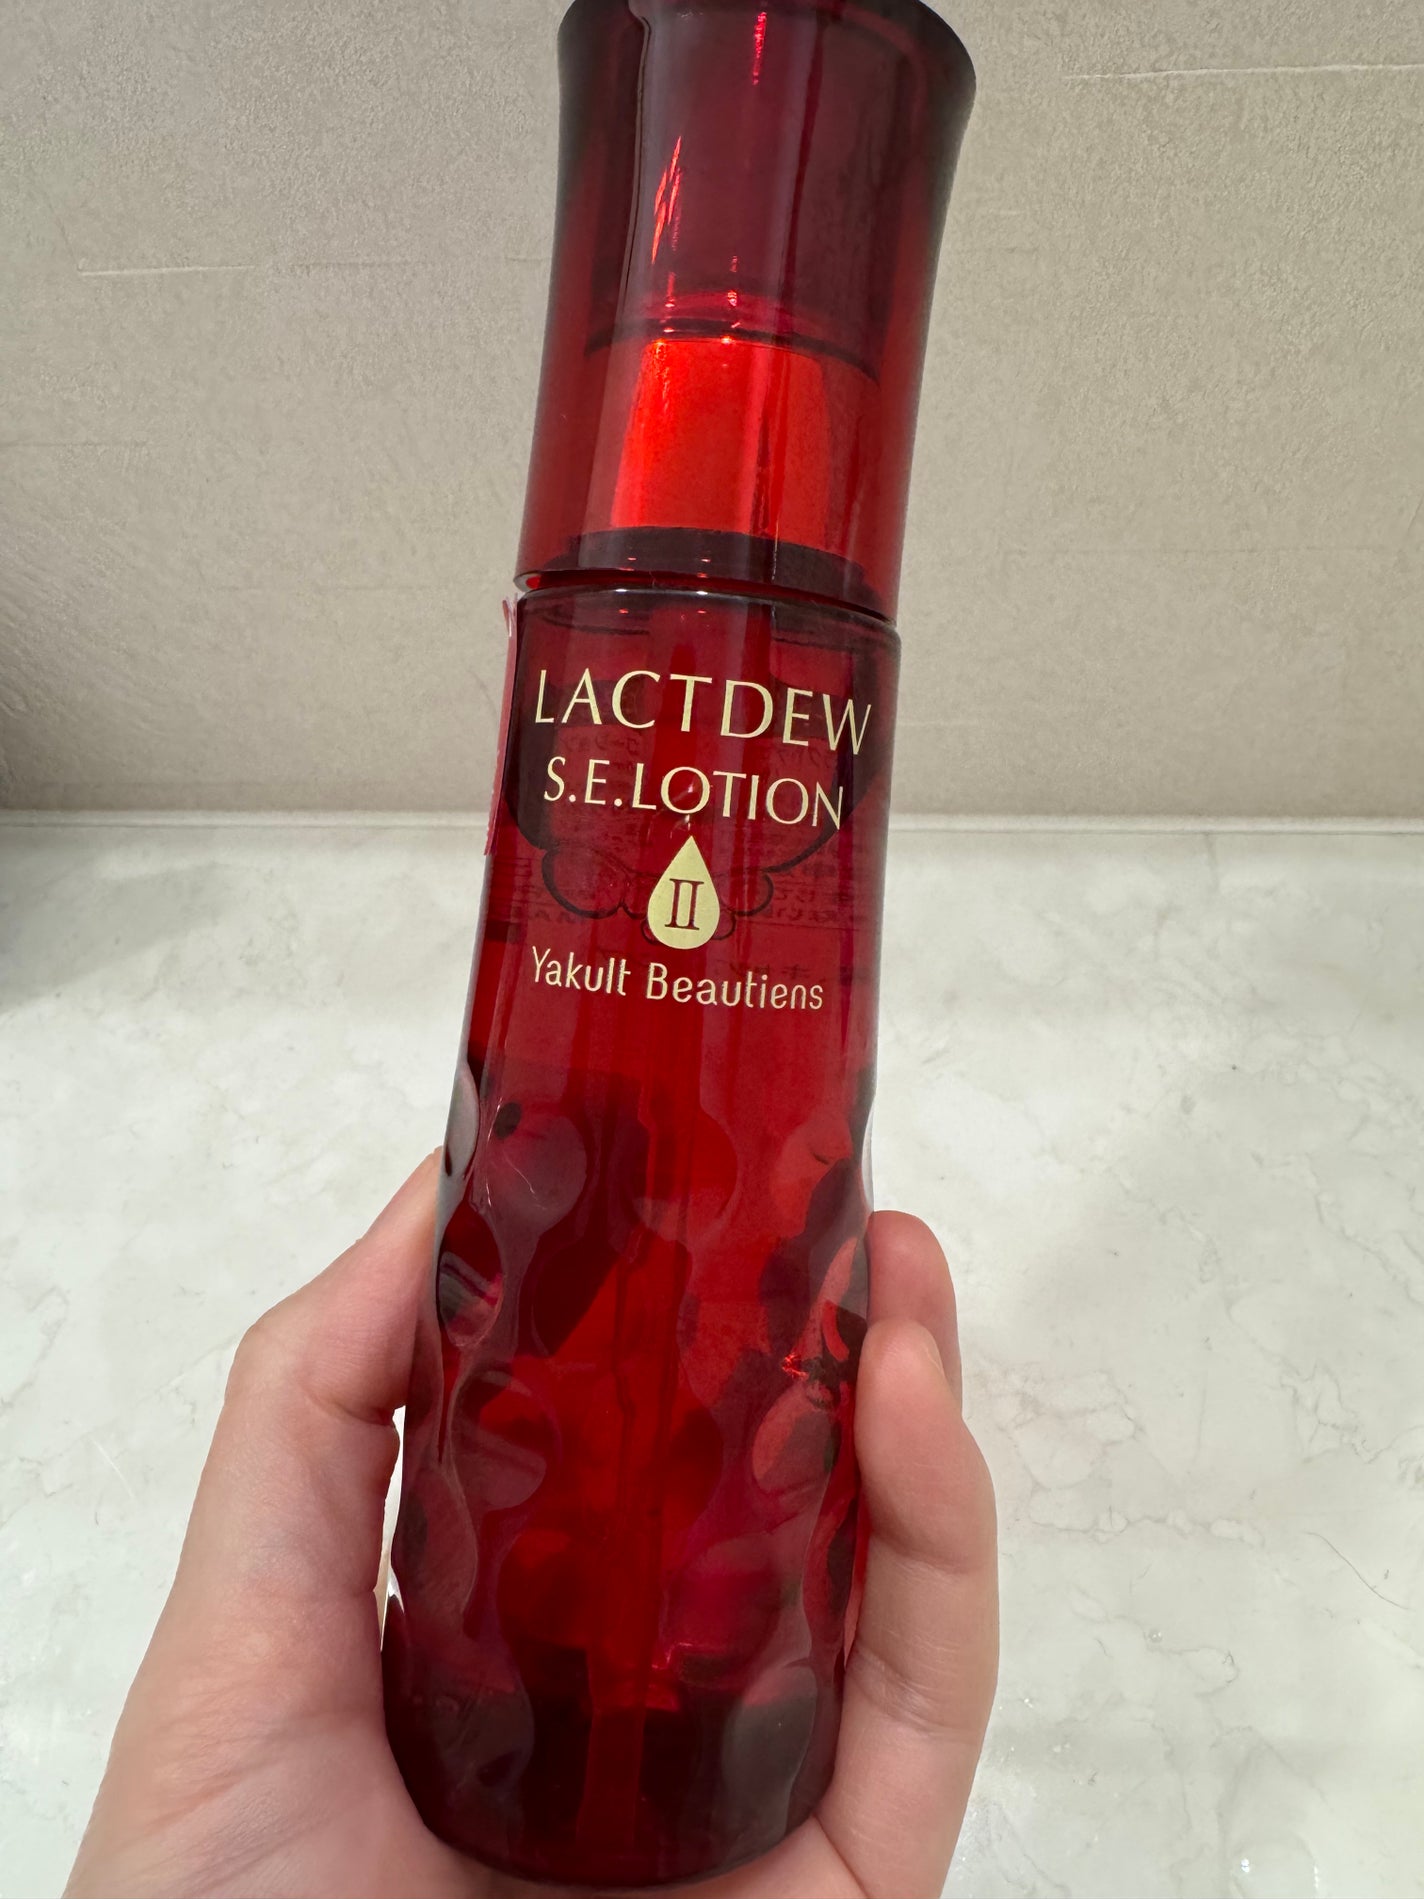 LACTDEW
S.E.LOTION
II
Yakult Beautiens